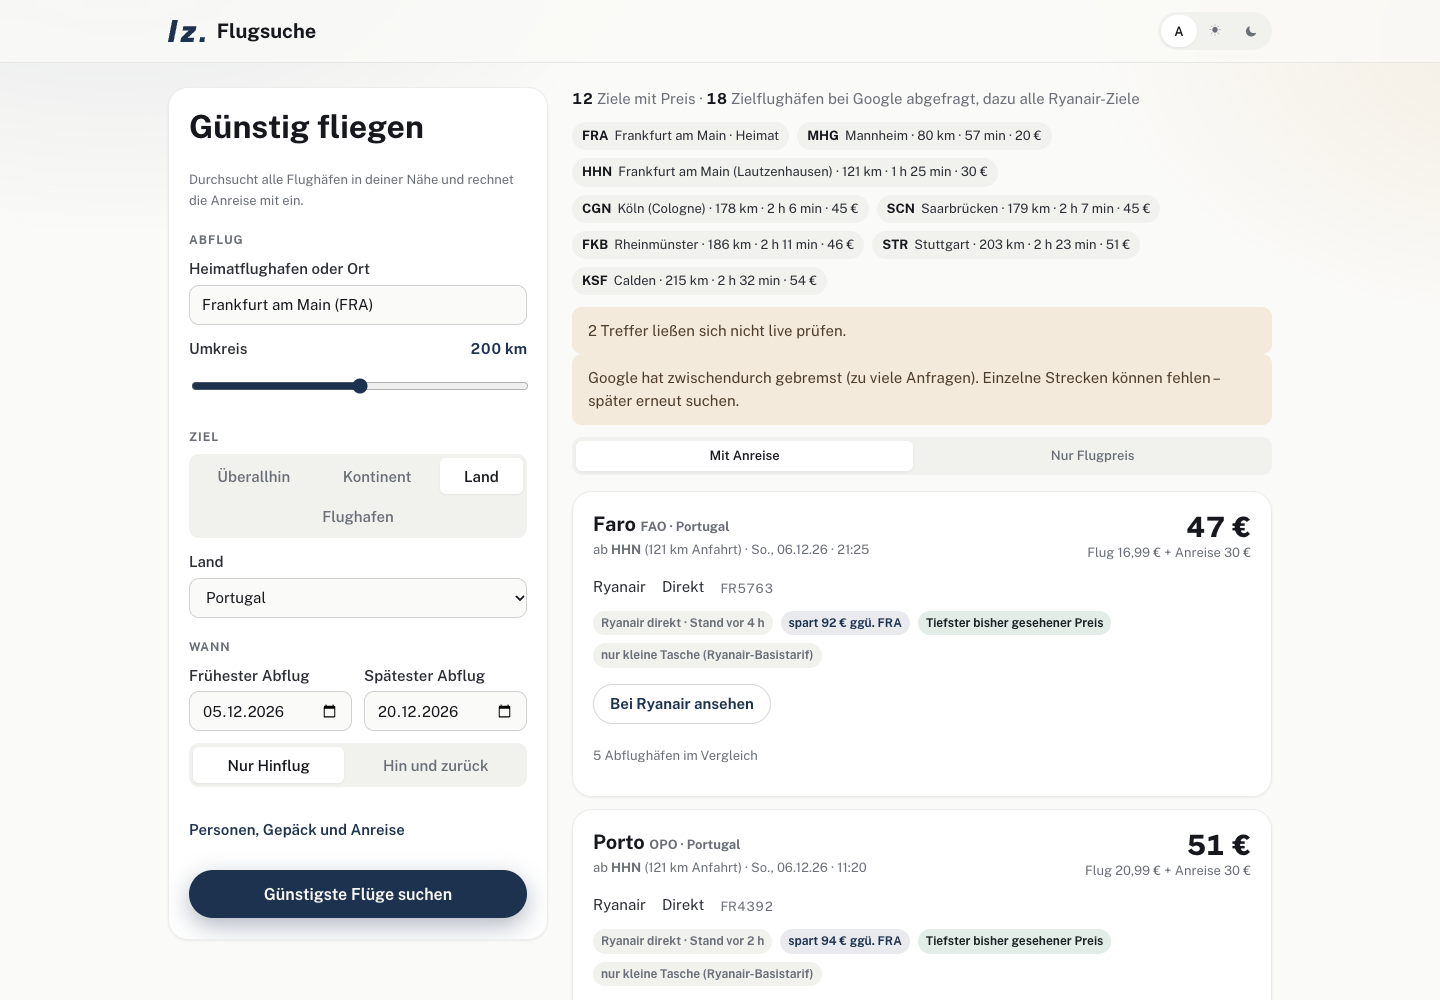 lz. Flugsuche
A
Günstig fliegen
Durchsucht alle Flughäfen in deiner Nähe und rechnet
die Anreise mit ein.
ABFLUG
Heimatflughafen oder Ort
Frankfurt am Main (FRA)
Umkreis 200 km
ZIEL
Überallhin Kontinent Land
Flughafen
Land
Portugal
WANN
Frühester Abflug Spätester Abflug
05.12.2026 20.12.2026
Nur Hinflug Hin und zurück
Personen, Gepäck und Anreise
Günstigste Flüge suchen
12 Ziele mit Preis · 18 Zielflughäfen bei Google abgefragt, dazu alle Ryanair-Ziele
FRA Frankfurt am Main · Heimat MHG Mannheim · 80 km · 57 min · 20 €
HHN Frankfurt am Main (Lautzenhausen) · 121 km · 1 h 25 min · 30 €
CGN Köln (Cologne) · 178 km · 2 h 6 min · 45 € SCN Saarbrücken · 179 km · 2 h 7 min · 45 €
FKB Rheinmünster · 186 km · 2 h 11 min · 46 € STR Stuttgart · 203 km · 2 h 23 min · 51 €
KSF Calden · 215 km · 2 h 32 min · 54 €
2 Treffer ließen sich nicht live prüfen.
Google hat zwischendurch gebremst (zu viele Anfragen). Einzelne Strecken können fehlen –
später erneut suchen.
Mit Anreise Nur Flugpreis
Faro FAO · Portugal 47 €
ab HHN (121 km Anfahrt) · So., 06.12.26 · 21:25 Flug 16,99 € + Anreise 30 €
Ryanair Direkt FR5763
Ryanair direkt · Stand vor 4 h spart 92 € ggü. FRA Tiefster bisher gesehener Preis
nur kleine Tasche (Ryanair-Basistarif)
Bei Ryanair ansehen
5 Abflughäfen im Vergleich
Porto OPO · Portugal 51 €
ab HHN (121 km Anfahrt) · So., 06.12.26 · 11:20 Flug 20,99 € + Anreise 30 €
Ryanair Direkt FR4392
Ryanair direkt · Stand vor 2 h spart 94 € ggü. FRA Tiefster bisher gesehener Preis
nur kleine Tasche (Ryanair-Basistarif)